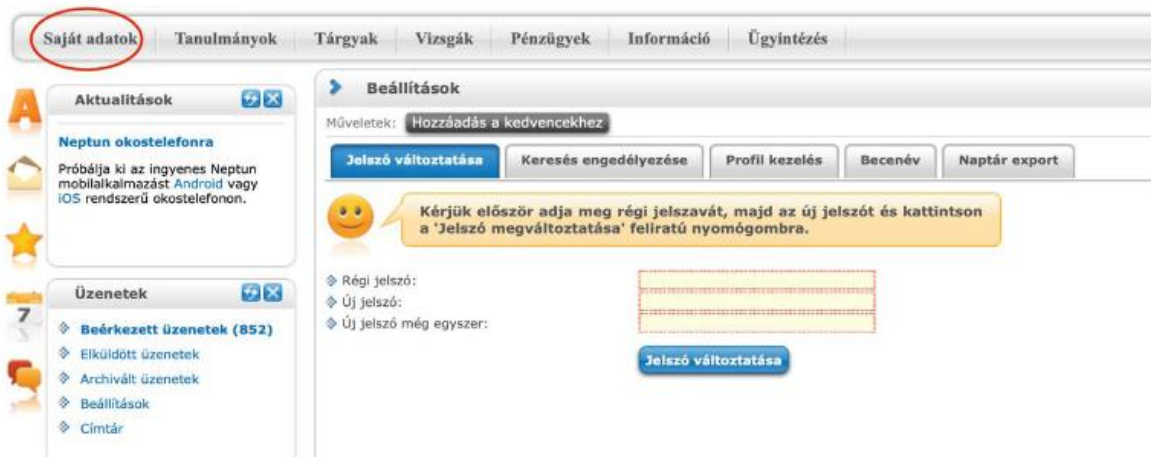 Saját adatok Tanulmányok Tárgyak Vizsgák Pénzügyek Információ Ügyintézés
Aktualitások
Neptun okostelefonra
Próbálja ki az ingyenes Neptun
mobilalkalmazást Android vagy
iOS rendszerű okostelefonon.
7
Üzenetek
Beérkezett üzenetek (852)
Elküldött üzenetek
Archivált üzenetek
Beállítások
Címtár
Beállítások
Műveletek: Hozzáadás a kedvencekhez
Jelszó változtatása Keresés engedélyezése Profil kezelés Becenév Naptár export
Kérjük először adja meg régi jelszavát, majd az új jelszót és kattintson
a 'Jelszó megváltoztatása' feliratú nyomógombra.
Régi jelszó:
Új jelszó:
Új jelszó még egyszer:
Jelszó változtatása